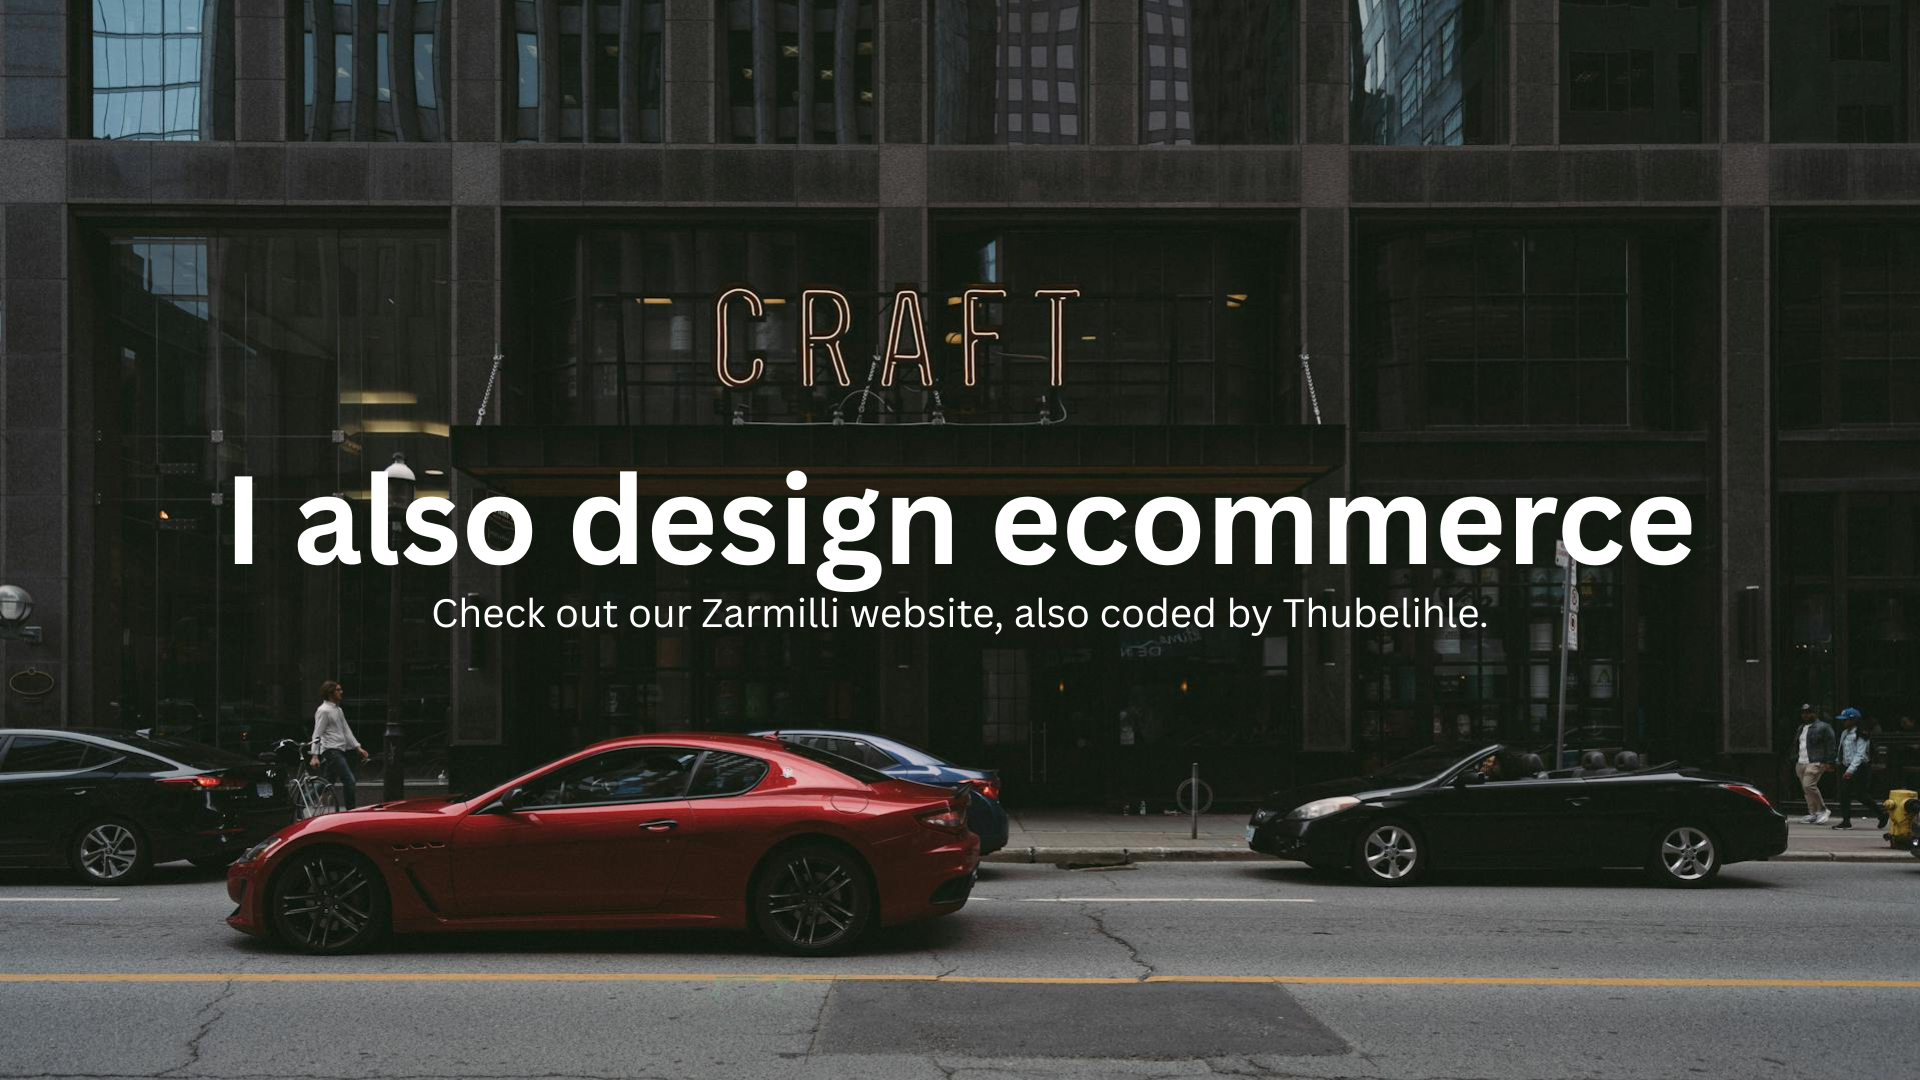 CRAFT
I also design ecommerce
Check out our Zarmilli website, also coded by Thubelihle.